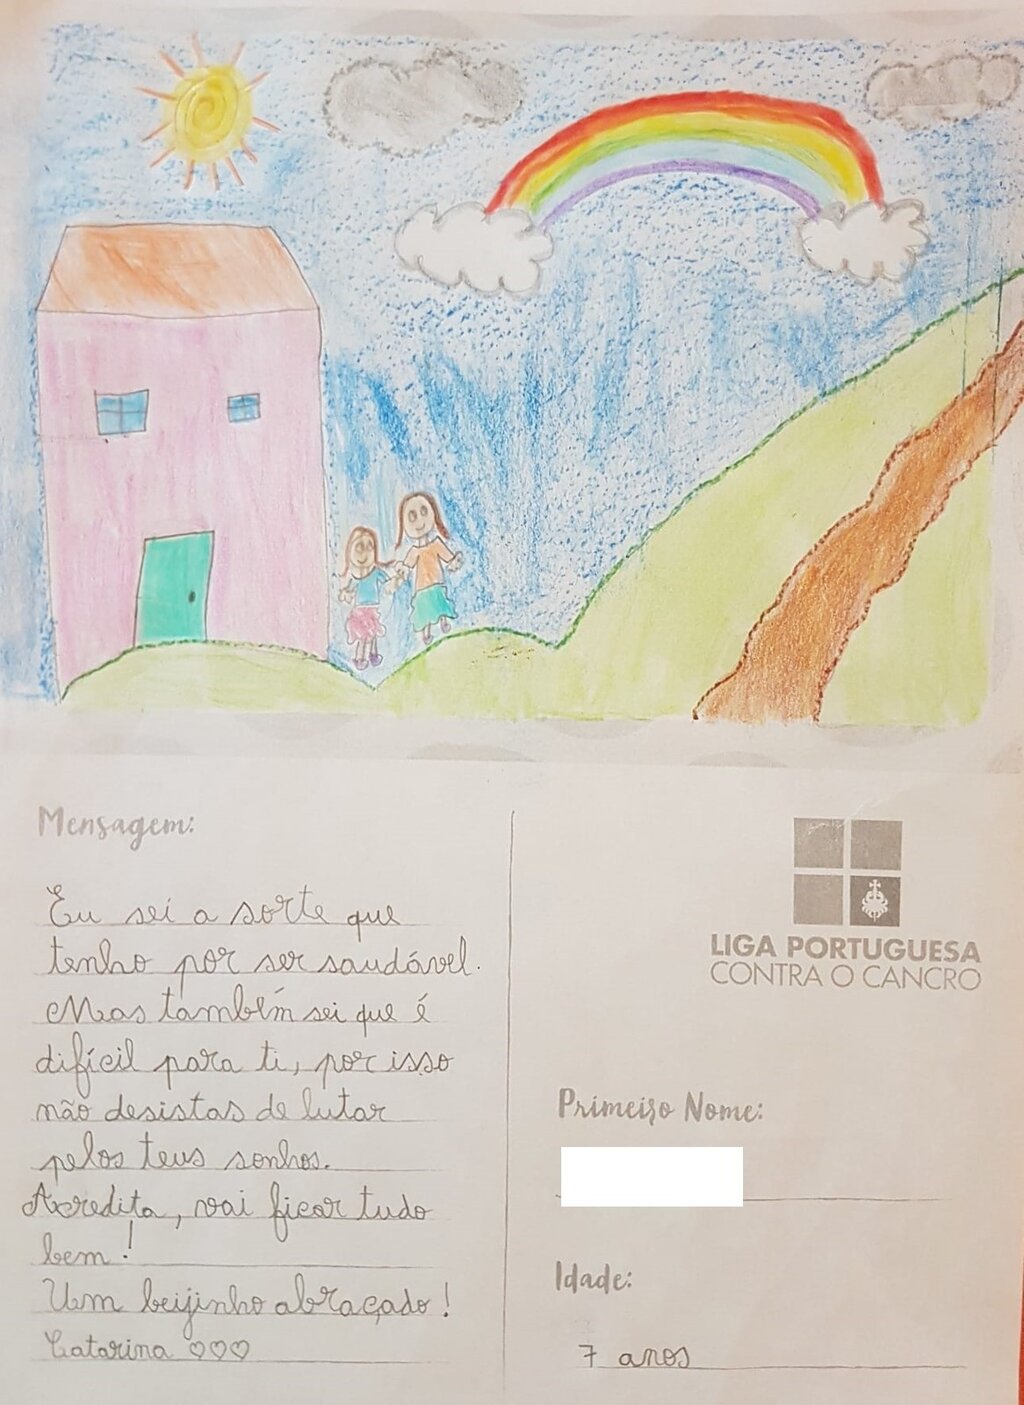 Mensagem:
Eu sei a sorte que
tenho por ser saudável.
Mas também sei que é
difícil para ti, por isso
não desistas de lutar
pelos teus sonhos.
Acredita, vai ficar tudo
bem!
Um beijinho abraçado!
Catarina ♡♡♡
LIGA PORTUGUESA
CONTRA O CANCRO
Primeiro Nome:
Idade:
7 anos